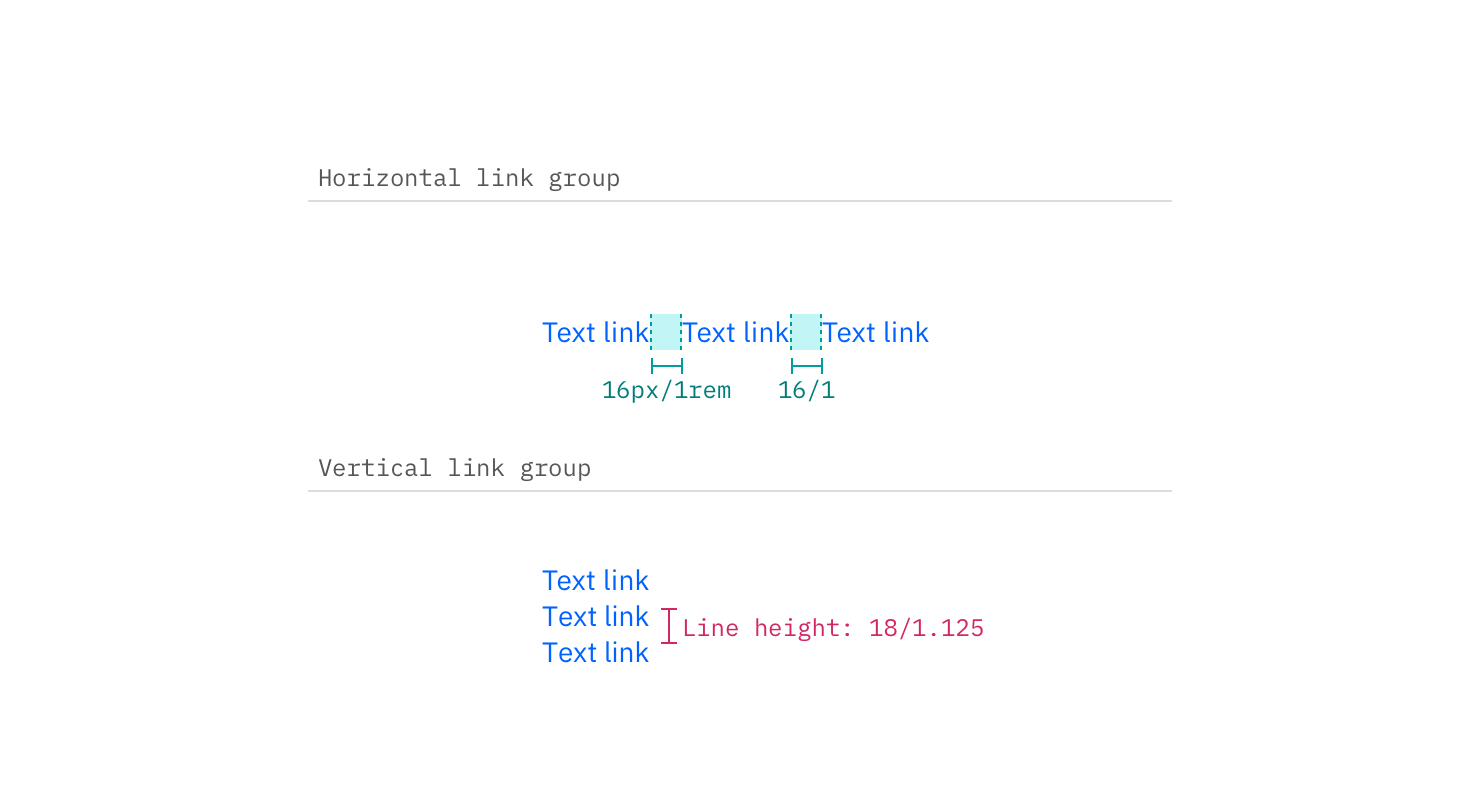 Horizontal link group
Text link Text link Text link
16px/1rem 16/1
Vertical link group
Text link
Text link
Line height: 18/1.125
Text link